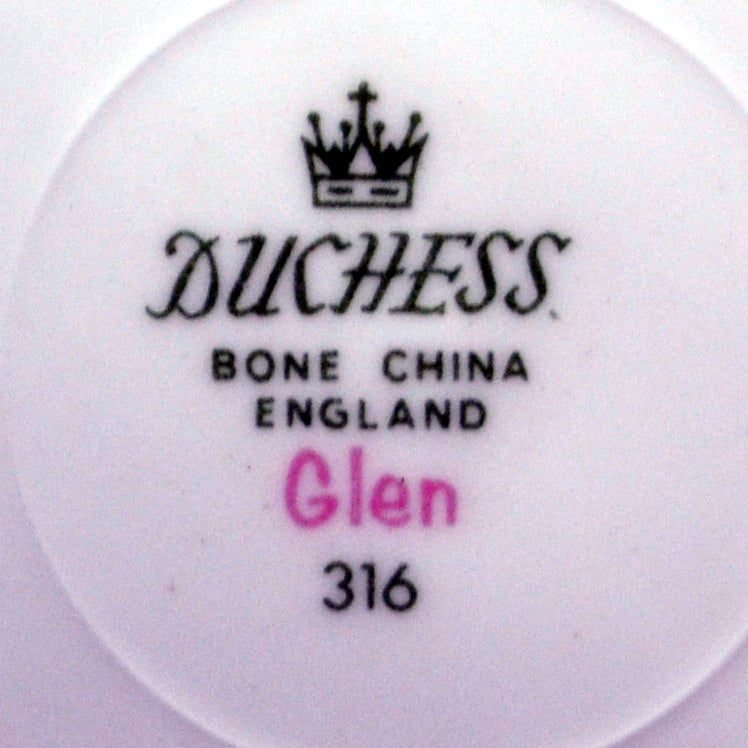 DUCHESS
BONE CHINA
ENGLAND
Glen
316